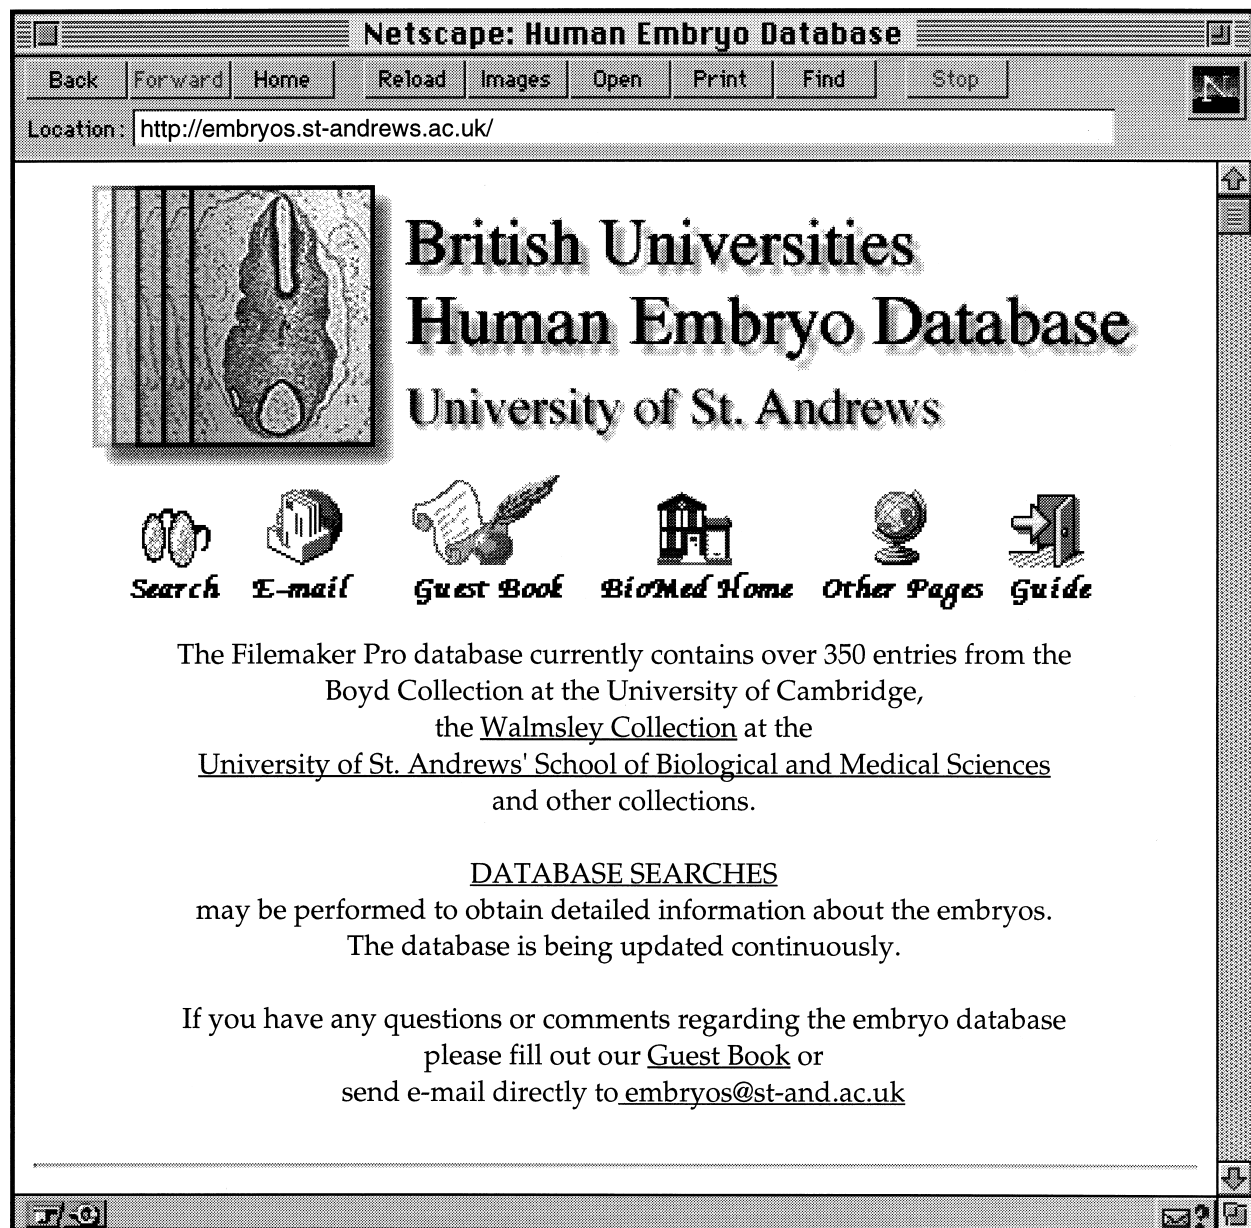 Netscape: Human Embryo Database
Back Forward Home Reload Images Open Print Find Stop
N
Location: http://embryos.st-andrews.ac.uk/
British Universities
Human Embryo Database
University of St. Andrews
Search E-mail Guest Book BioMed Home Other Pages Guide
The Filemaker Pro database currently contains over 350 entries from the
Boyd Collection at the University of Cambridge,
the Walmsley Collection at the
University of St. Andrews' School of Biological and Medical Sciences
and other collections.
DATABASE SEARCHES
may be performed to obtain detailed information about the embryos.
The database is being updated continuously.
If you have any questions or comments regarding the embryo database
please fill out our Guest Book or
send e-mail directly to embryos@st-and.ac.uk
?